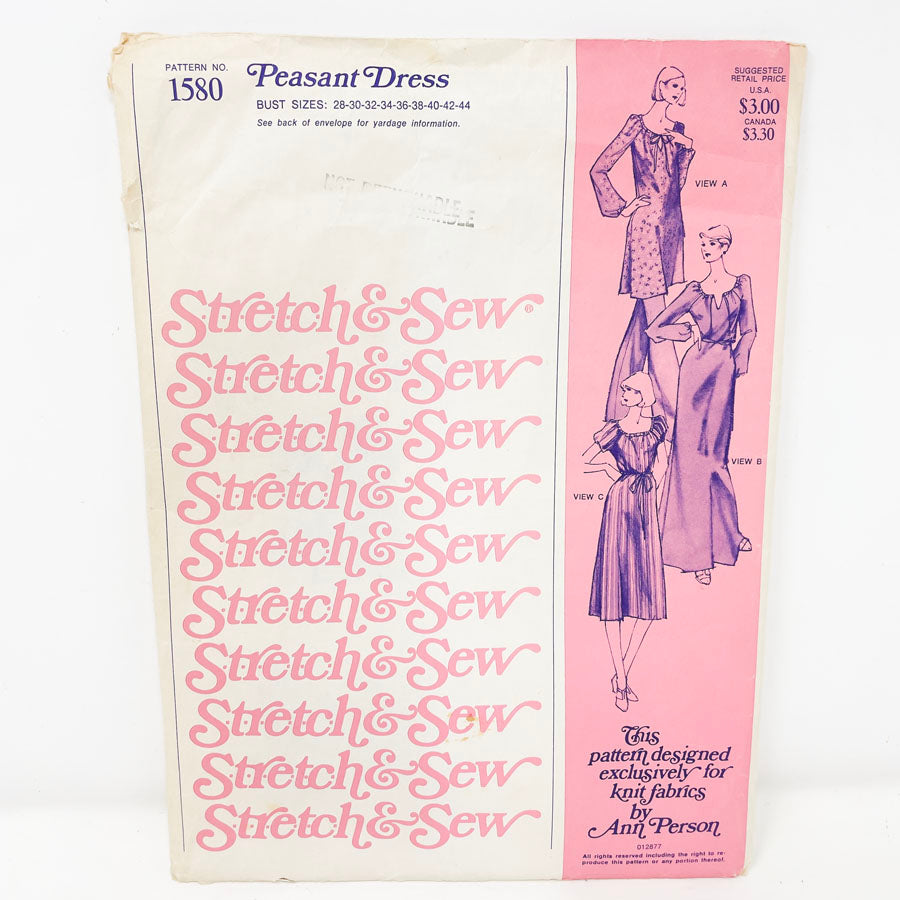 PATTERN NO.
1580
Peasant Dress
BUST SIZES: 28-30-32-34-36-38-40-42-44
See back of envelope for yardage information.
NOT
Stretch & Sew®
Stretch & Sew
Stretch & Sew
Stretch & Sew
Stretch & Sew
Stretch & Sew
Stretch & Sew
Stretch & Sew
Stretch & Sew
Stretch & Sew
SUGGESTED
RETAIL PRICE
U.S.A.
$3.00
CANADA
$3.30
VIEW A
VIEW B
VIEW C
This
pattern designed
exclusively for
knit fabrics
by
Ann Person
012877
All rights reserved including the right to re-
produce this pattern or any portion thereof.